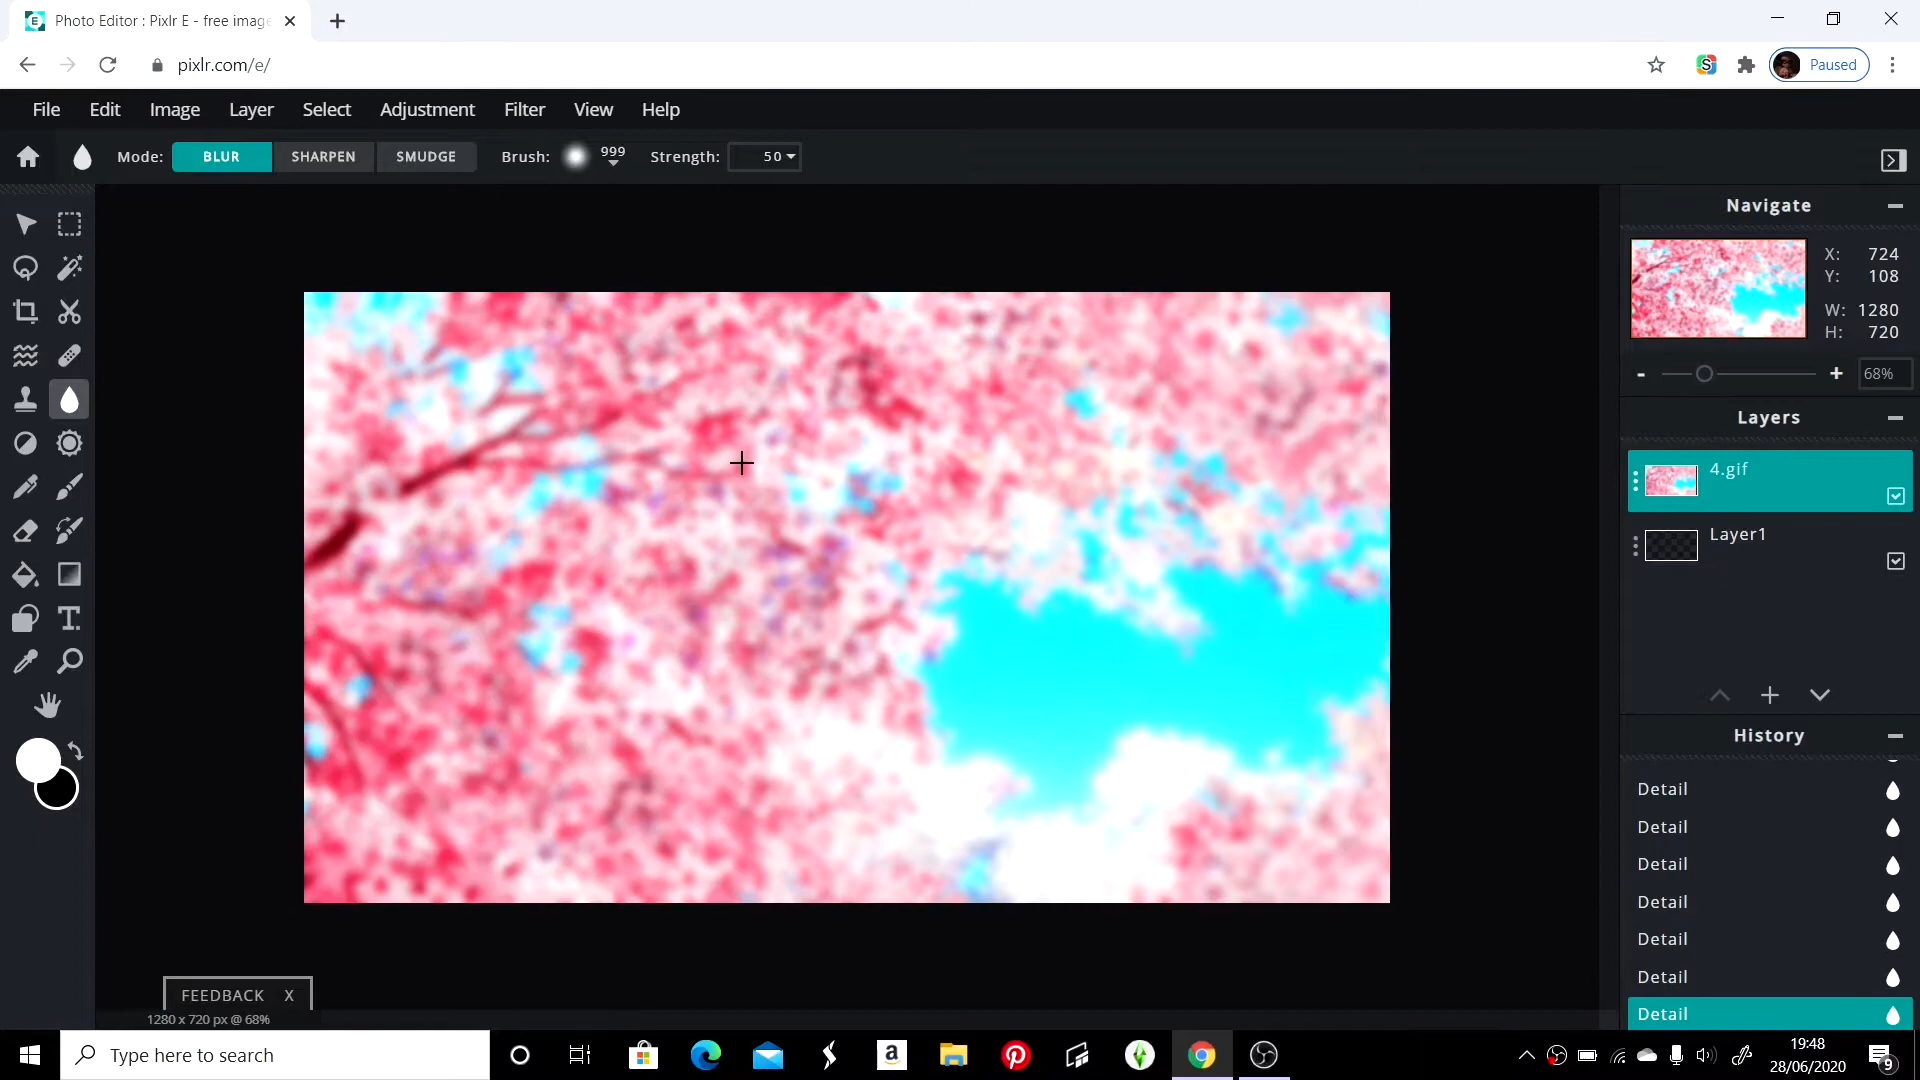 Photo Editor : Pixlr E - free image
pixlr.com/e/
Paused
File Edit Image Layer Select Adjustment Filter View Help
Mode: BLUR SHARPEN SMUDGE Brush: 999 Strength: 50
Navigate
X: 724
Y: 108
W: 1280
H: 720
- + 68%
Layers
4.gif
Layer1
History
Detail
Detail
Detail
Detail
Detail
Detail
Detail
FEEDBACK X
1280 x 720 px @ 68%
Type here to search
19:48
28/06/2020
9